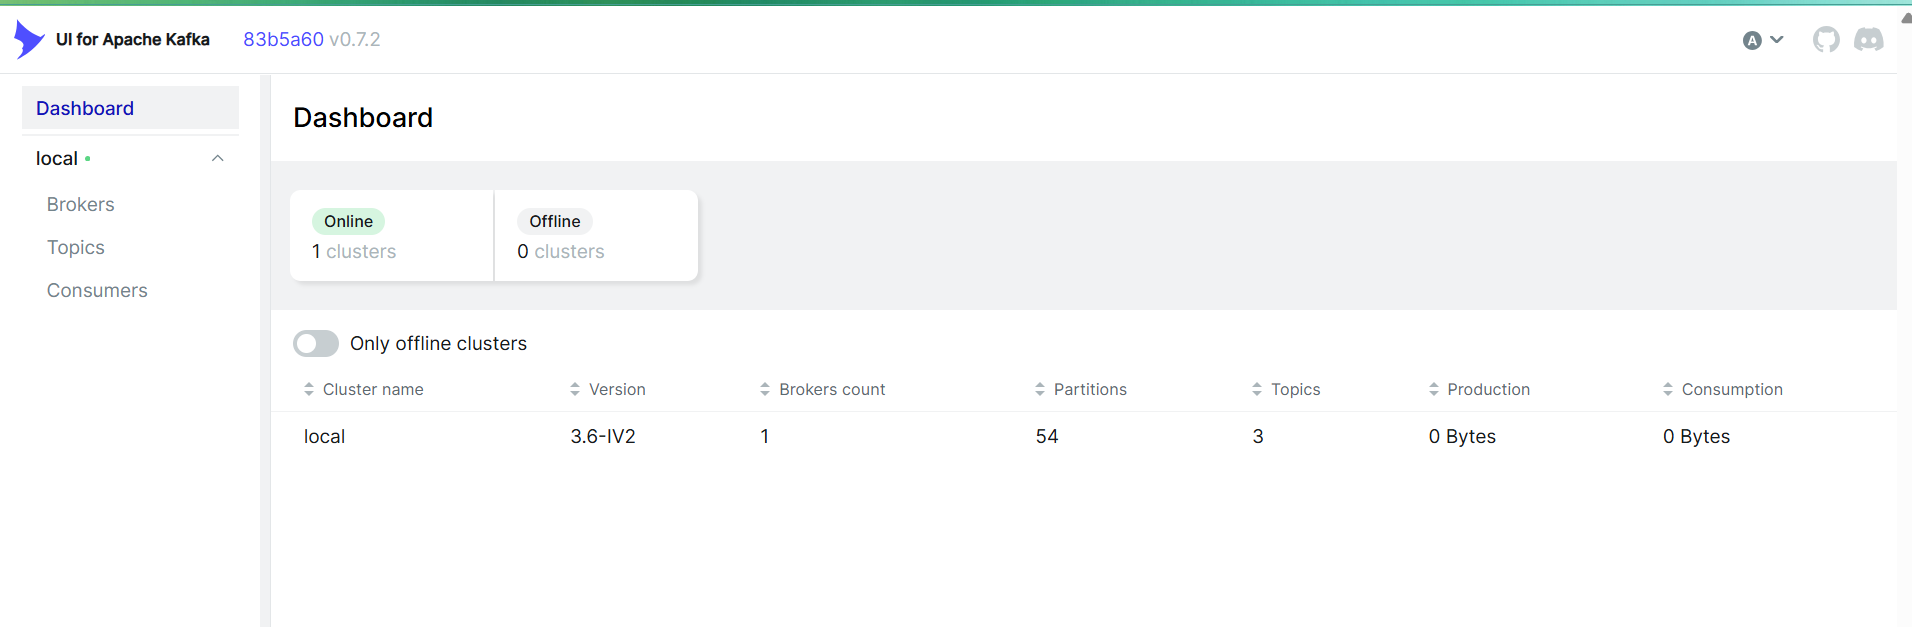 UI for Apache Kafka 83b5a60 v0.7.2 A
Dashboard
local
Brokers
Topics
Consumers
Dashboard
Online
1 clusters
Offline
0 clusters
Only offline clusters
Cluster name Version Brokers count Partitions Topics Production Consumption
local 3.6-IV2 1 54 3 0 Bytes 0 Bytes